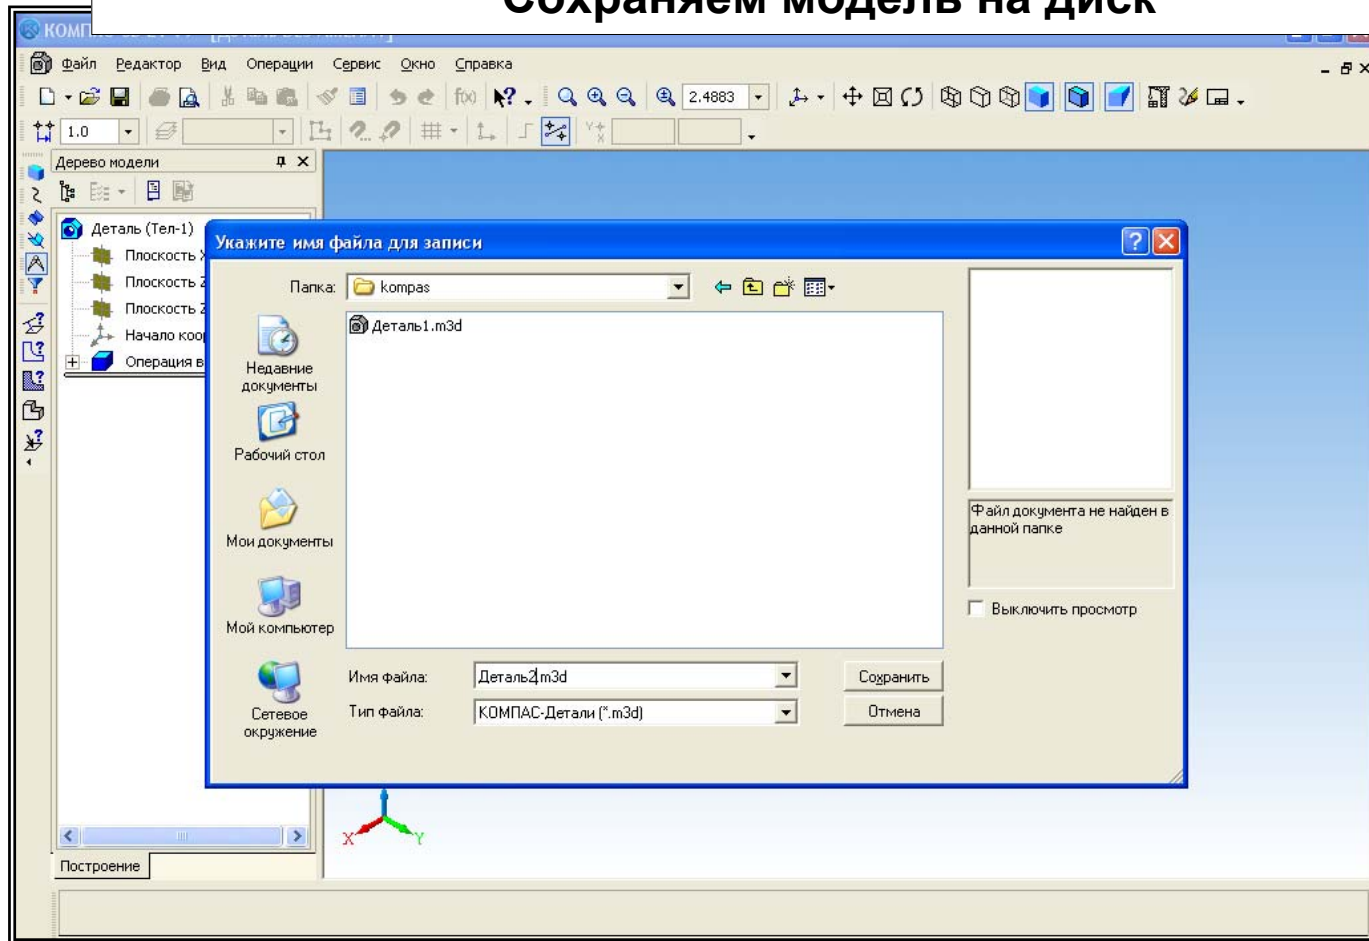 Сохраняем модель на диск
Файл Редактор Вид Операции Сервис Окно Справка
2.4883
1.0
Дерево модели
Деталь (Тел-1)
Плоскость
Плоскость
Плоскость
Начало
Операция
Укажите имя файла для записи
Папка: kompas
Деталь1.m3d
Недавние
документы
Рабочий стол
Мои документы
Мой компьютер
Сетевое
окружение
Файл документа не найден в
данной папке
Выключить просмотр
Имя файла: Деталь2.m3d
Сохранить
Тип файла: КОМПАС-Детали (*.m3d)
Отмена
X Y
Построение